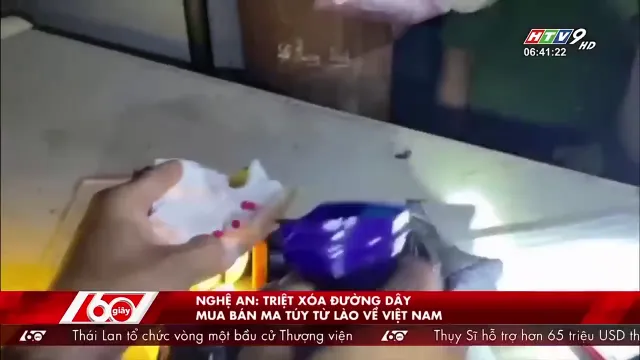 HTV9 HD
06:41:22
60 giây
NGHỆ AN: TRIỆT XÓA ĐƯỜNG DÂY
MUA BÁN MA TÚY TỪ LÀO VỀ VIỆT NAM
60giây Thái Lan tổ chức vòng một bầu cử Thượng viện 60giây Thụy Sĩ hỗ trợ hơn 65 triệu USD th